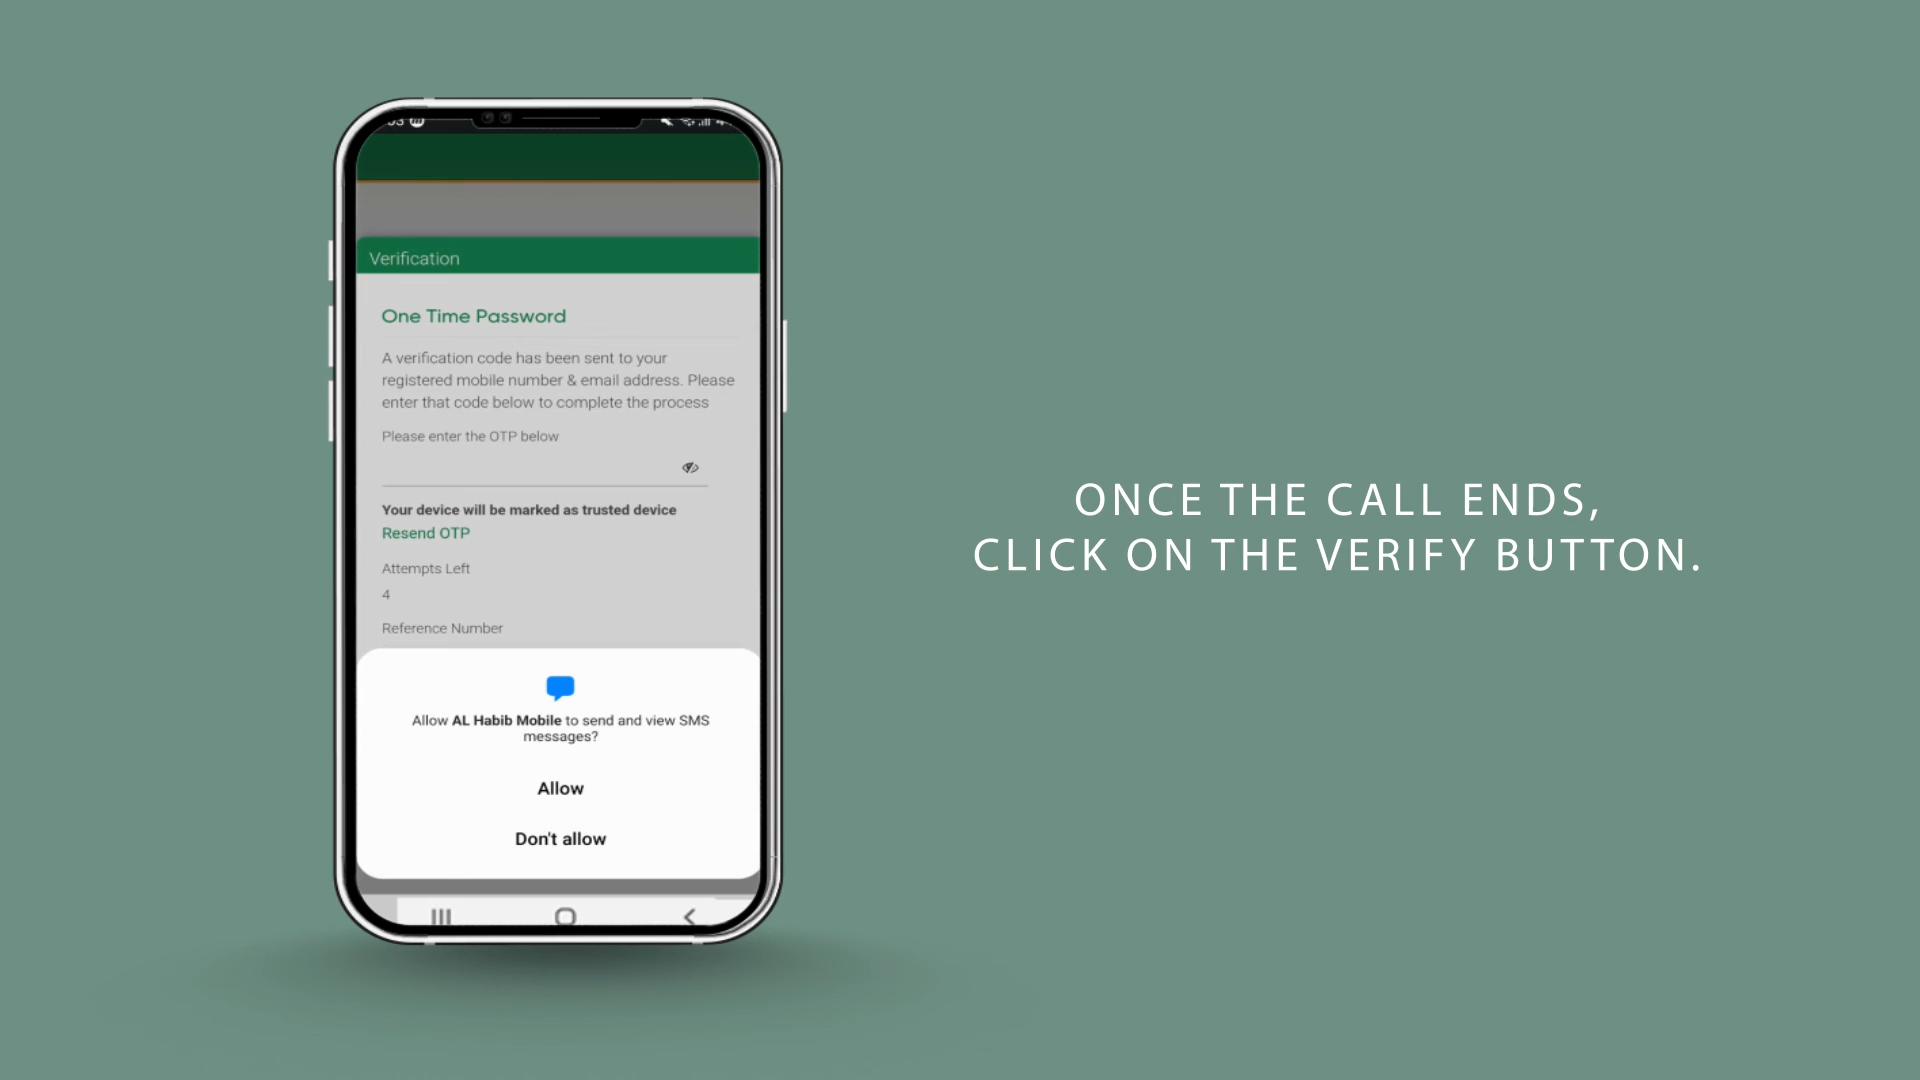 03
Verification
One Time Password
A verification code has been sent to your
registered mobile number & email address. Please
enter that code below to complete the process
Please enter the OTP below
Your device will be marked as trusted device
Resend OTP
Attempts Left
4
Reference Number
Allow AL Habib Mobile to send and view SMS
messages?
Allow
Don't allow
ONCE THE CALL ENDS,
CLICK ON THE VERIFY BUTTON.